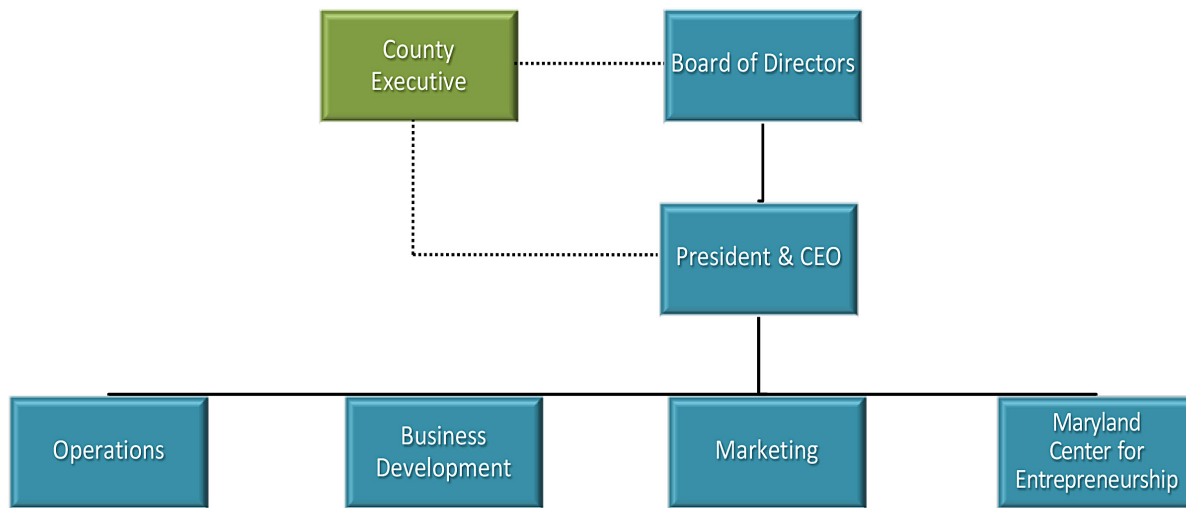 County
Executive
Board of Directors
President & CEO
Operations
Business
Development
Marketing
Maryland
Center for
Entrepreneurship